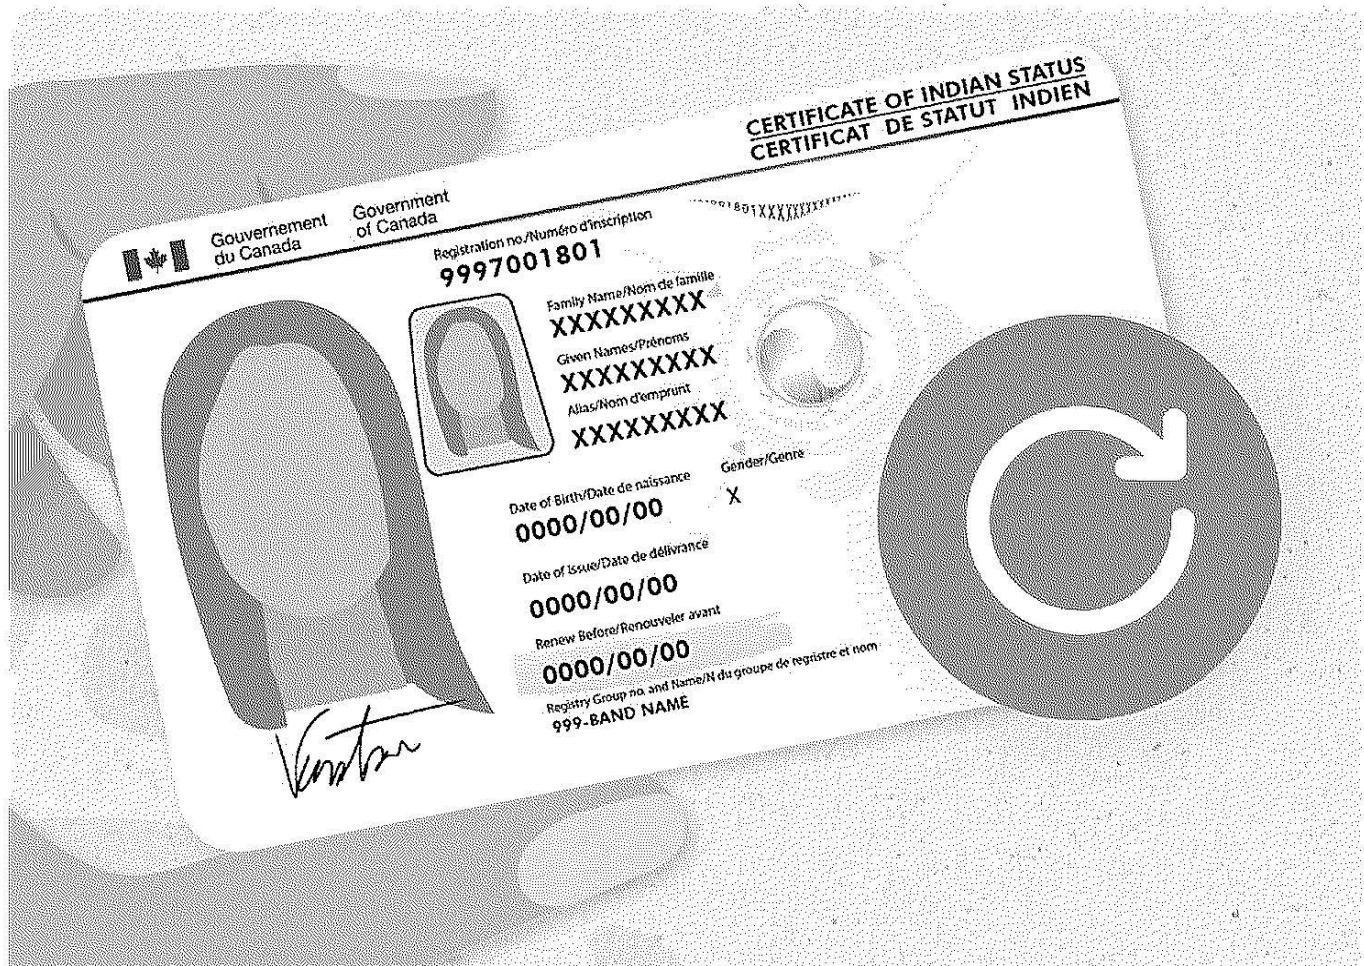 CERTIFICATE OF INDIAN STATUS
CERTIFICAT DE STATUT INDIEN
Gouvernement
du Canada
Government
of Canada
Registration no./Numéro d'inscription
9997001801
Family Name/Nom de famille
XXXXXXXXX
Given Names/Prénoms
XXXXXXXXX
Alias/Nom d'emprunt
XXXXXXXXX
Date of Birth/Date de naissance
0000/00/00
Gender/Genre
X
Date of Issue/Date de délivrance
0000/00/00
Renew Before/Renouveler avant
0000/00/00
Registry Group no. and Name/N du groupe de regristre et nom
999-BAND NAME